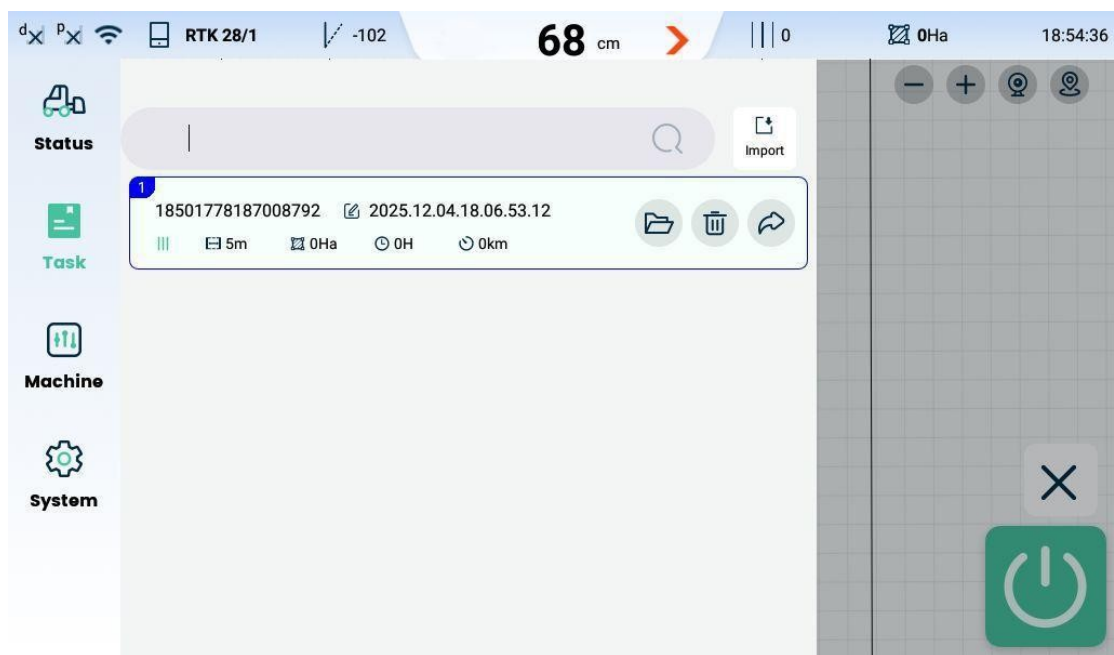 d P RTK 28/1 -102 68 cm 0 0Ha 18:54:36
Status
Import
1
18501778187008792 2025.12.04.18.06.53.12
5m 0Ha 0H 0km
Task
Machine
System